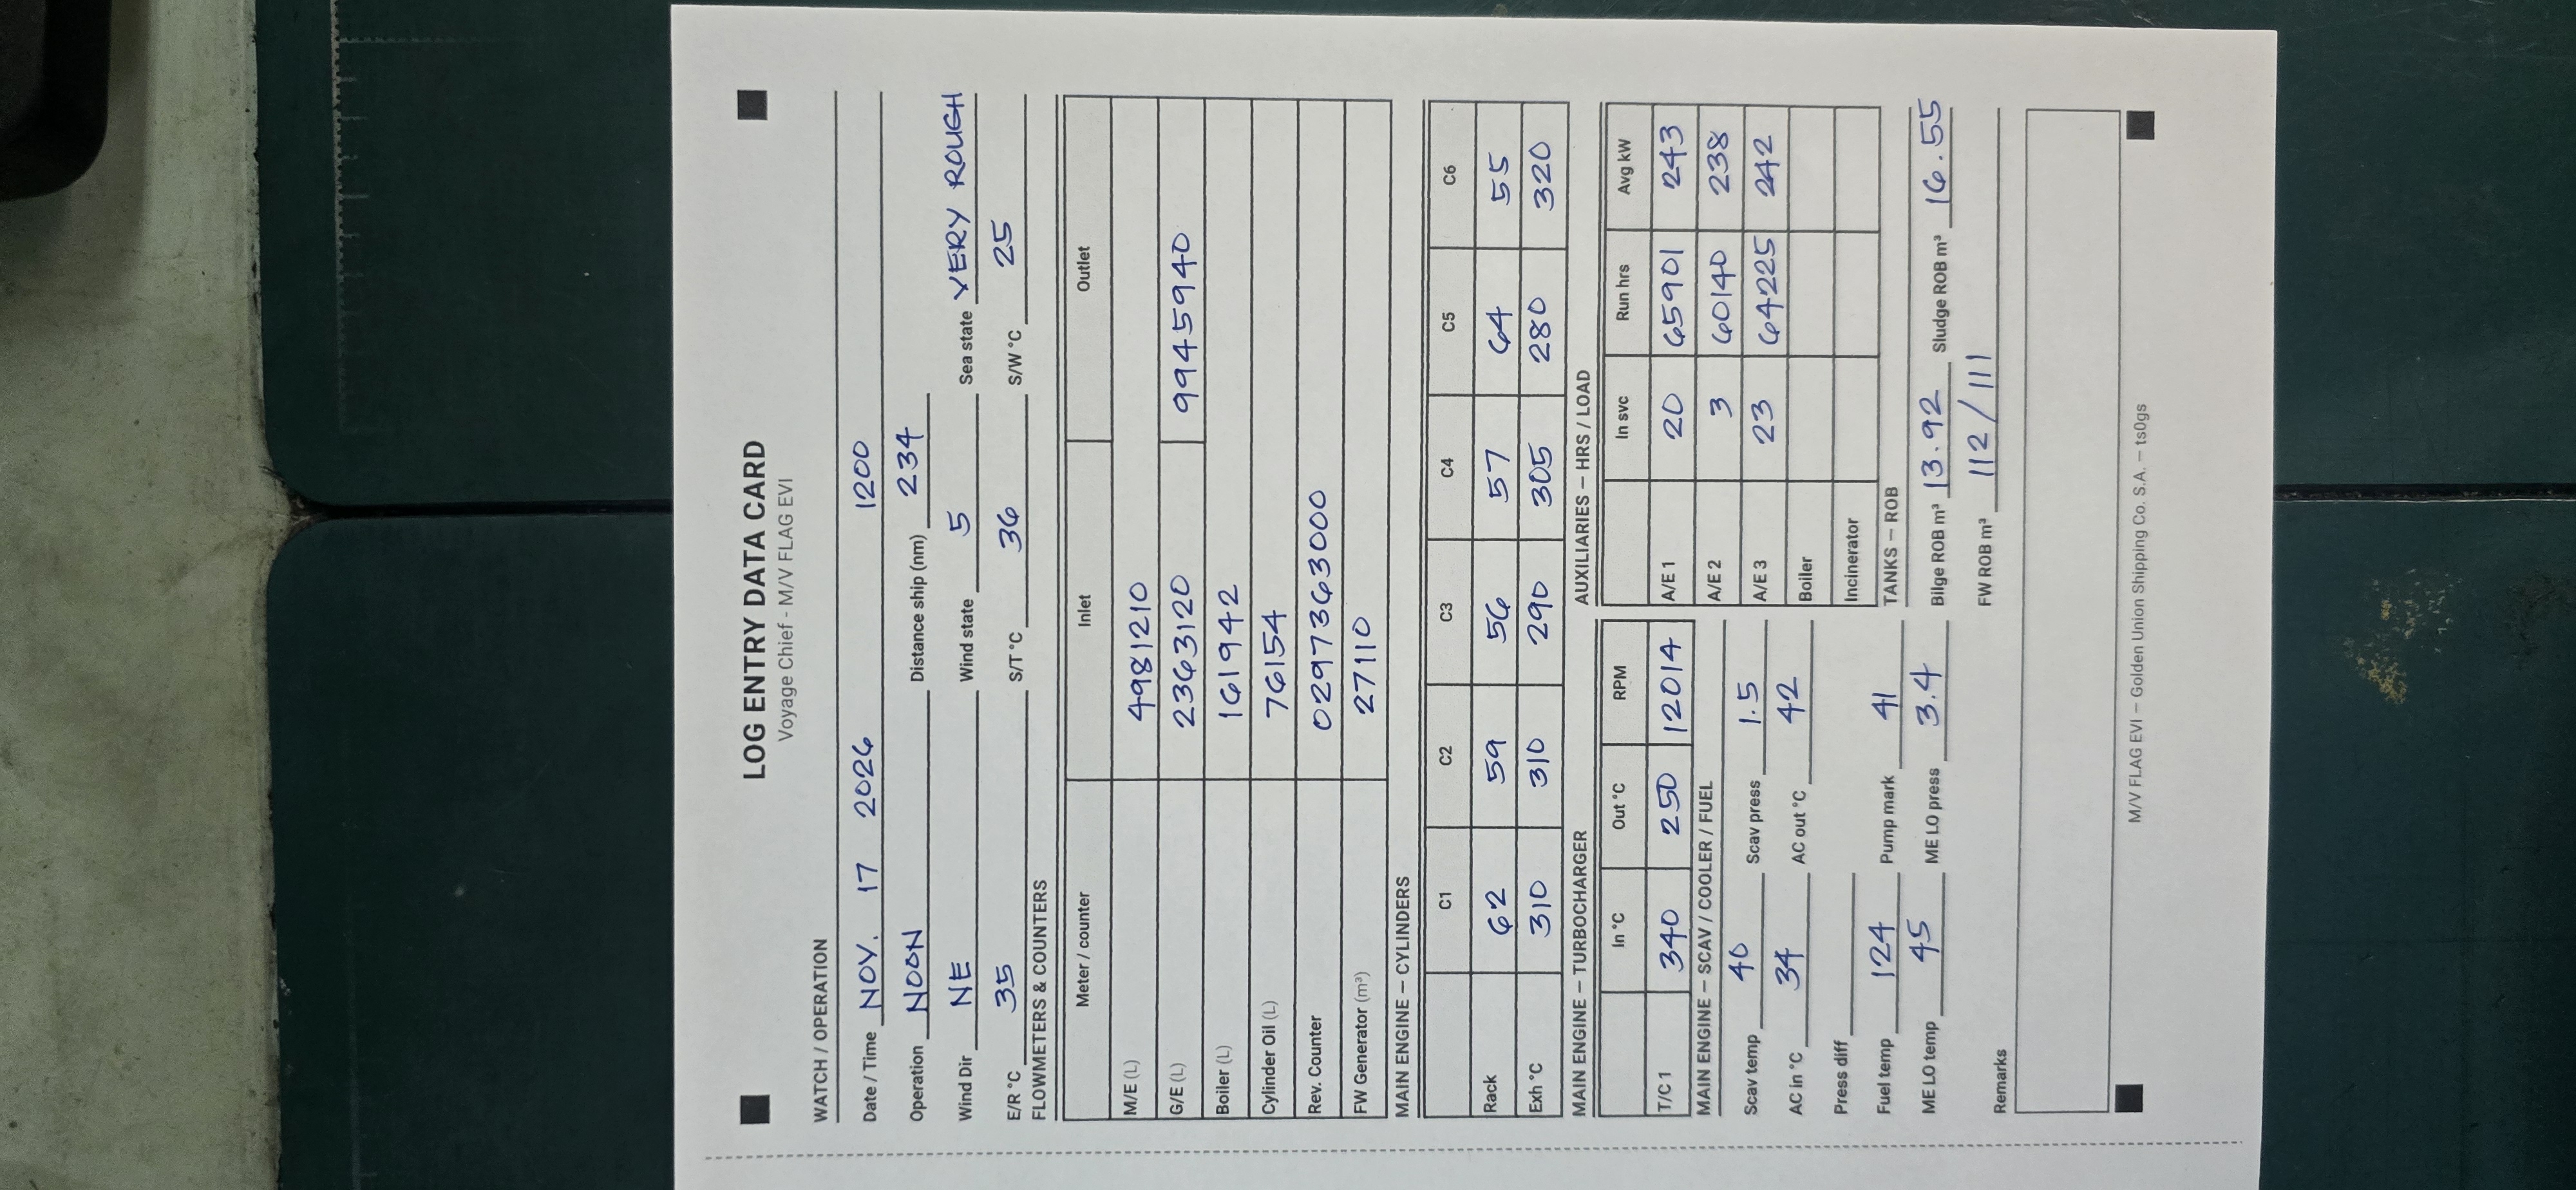 LOG ENTRY DATA CARD
Voyage Chief - M/V FLAG EVI
WATCH / OPERATION
Date / Time NOV. 17 2026 1200
Operation NOON Distance ship (nm) 234
Wind Dir NE Wind state 5 Sea state VERY ROUGH
E/R °C 35 S/T °C 36 S/W °C 25
FLOWMETERS & COUNTERS
Meter / counter Inlet Outlet
M/E (L) 4981210
G/E (L) 2363120 99459940
Boiler (L) 161942
Cylinder Oil (L) 76154
Rev. Counter 0297363000
FW Generator (m³) 27110
MAIN ENGINE – CYLINDERS
C1 C2 C3 C4 C5 C6
Rack 62 59 56 57 64 55
Exh °C 310 310 290 305 280 320
MAIN ENGINE – TURBOCHARGER
In °C Out °C RPM
T/C 1 340 250 12014
MAIN ENGINE – SCAV / COOLER / FUEL
Scav temp 40 Scav press 1.5
AC in °C 34 AC out °C 42
Press diff
Fuel temp 124 Pump mark 41
ME LO temp 45 ME LO press 3.4
AUXILIARIES – HRS / LOAD
In svc Run hrs Avg kW
A/E 1 20 65901 243
A/E 2 3 60140 238
A/E 3 23 64225 242
Boiler
Incinerator
TANKS – ROB
Bilge ROB m³ 13.92 Sludge ROB m³ 16.55
FW ROB m³ 112/111
Remarks
M/V FLAG EVI – Golden Union Shipping Co. S.A. – ts0gs